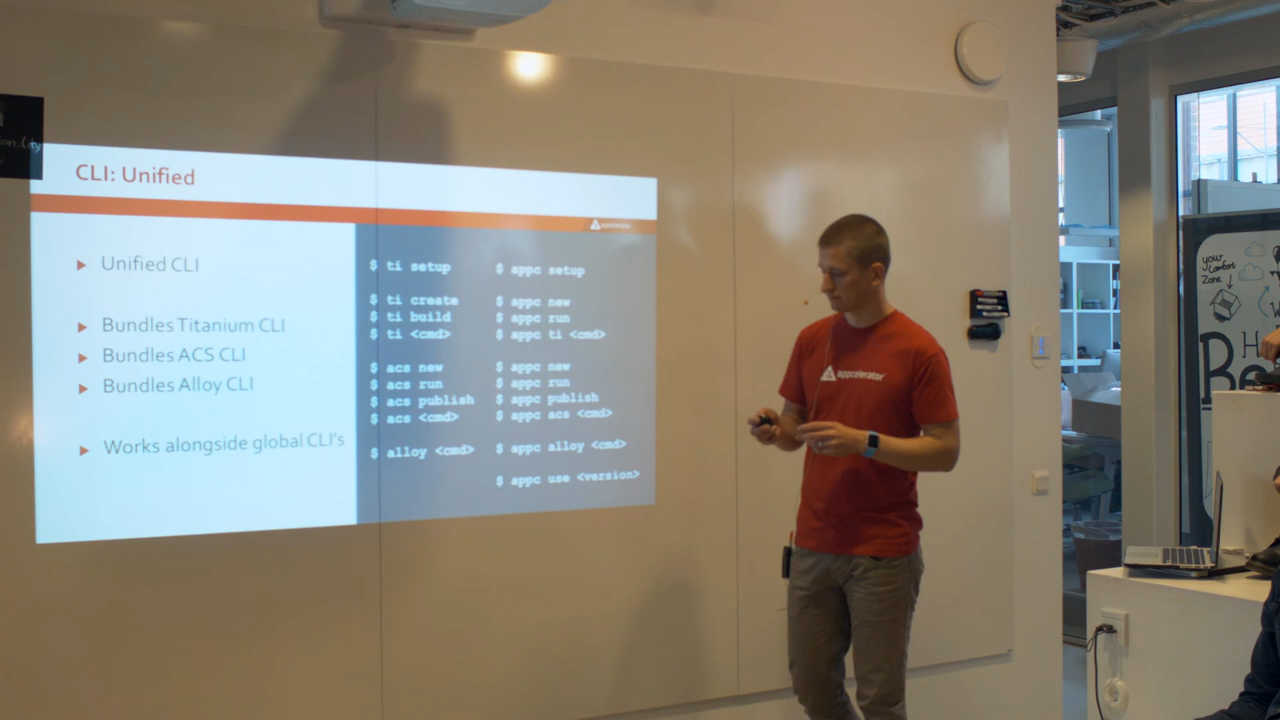 ion.City
CLI: Unified
appcelerator
Unified CLI
Bundles Titanium CLI
Bundles ACS CLI
Bundles Alloy CLI
Works alongside global CLI's
$ ti setup
$ ti create
$ ti build
$ ti <cmd>
$ acs new
$ acs run
$ acs publish
$ acs <cmd>
$ alloy <cmd>
$ appc setup
$ appc new
$ appc run
$ appc ti <cmd>
$ appc new
$ appc run
$ appc publish
$ appc acs <cmd>
$ appc alloy <cmd>
$ appc use <version>
appcelerator
your
Comfort
Zone
H
Be